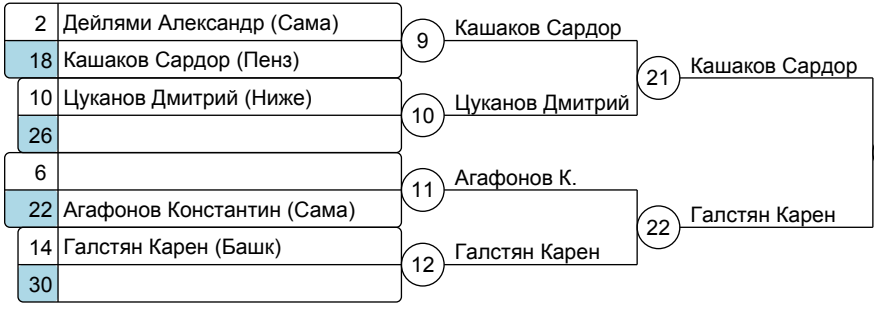 2 Дейлями Александр (Сама)
18 Кашаков Сардор (Пенз)
9 Кашаков Сардор
10 Цуканов Дмитрий (Ниже)
26
10 Цуканов Дмитрий
21 Кашаков Сардор
6
22 Агафонов Константин (Сама)
11 Агафонов К.
14 Галстян Карен (Башк)
30
12 Галстян Карен
22 Галстян Карен